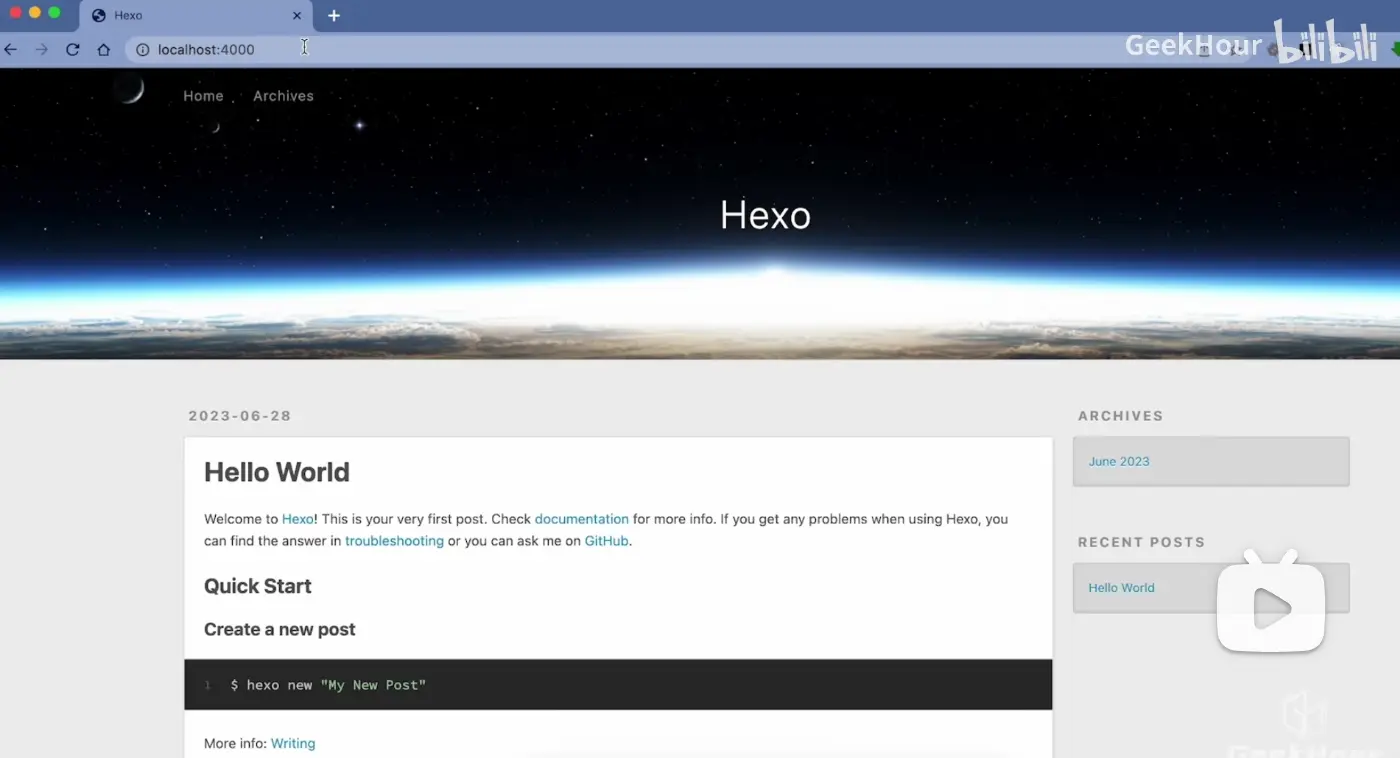 Hexo
localhost:4000
GeekHour bilibili
Home
Archives
Hexo
2023-06-28
Hello World
Welcome to Hexo! This is your very first post. Check documentation for more info. If you get any problems when using Hexo, you
can find the answer in troubleshooting or you can ask me on GitHub.
Quick Start
Create a new post
1 $ hexo new "My New Post"
More info: Writing
ARCHIVES
June 2023
RECENT POSTS
Hello World
GeekHour